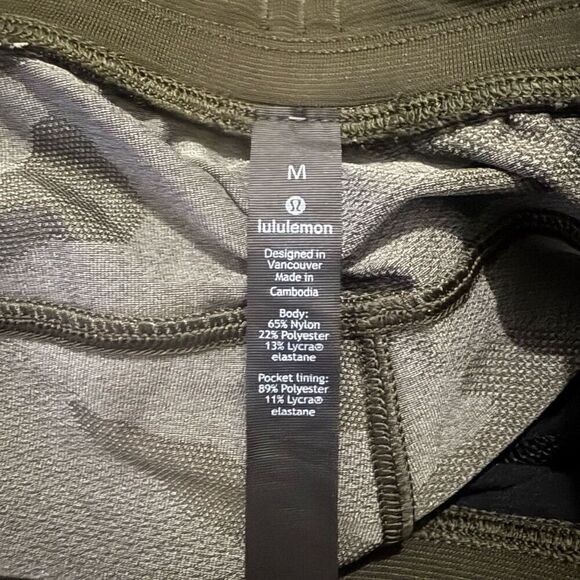 M
lululemon
Designed in
Vancouver
Made in
Cambodia
Body:
65% Nylon
22% Polyester
13% Lycra®
elastane
Pocket lining:
89% Polyester
11% Lycra®
elastane